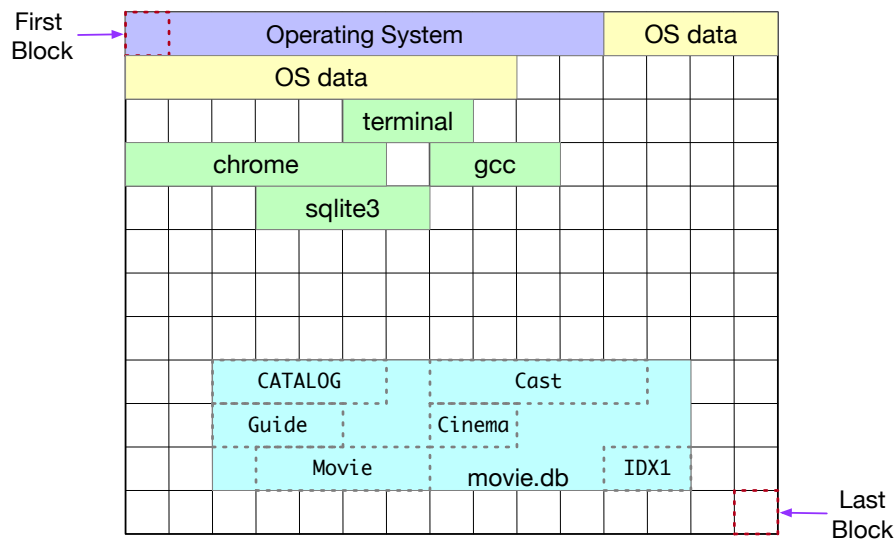 First
Block
Operating System
OS data
OS data
terminal
chrome
gcc
sqlite3
CATALOG
Cast
Guide
Cinema
Movie
movie.db
IDX1
Last
Block